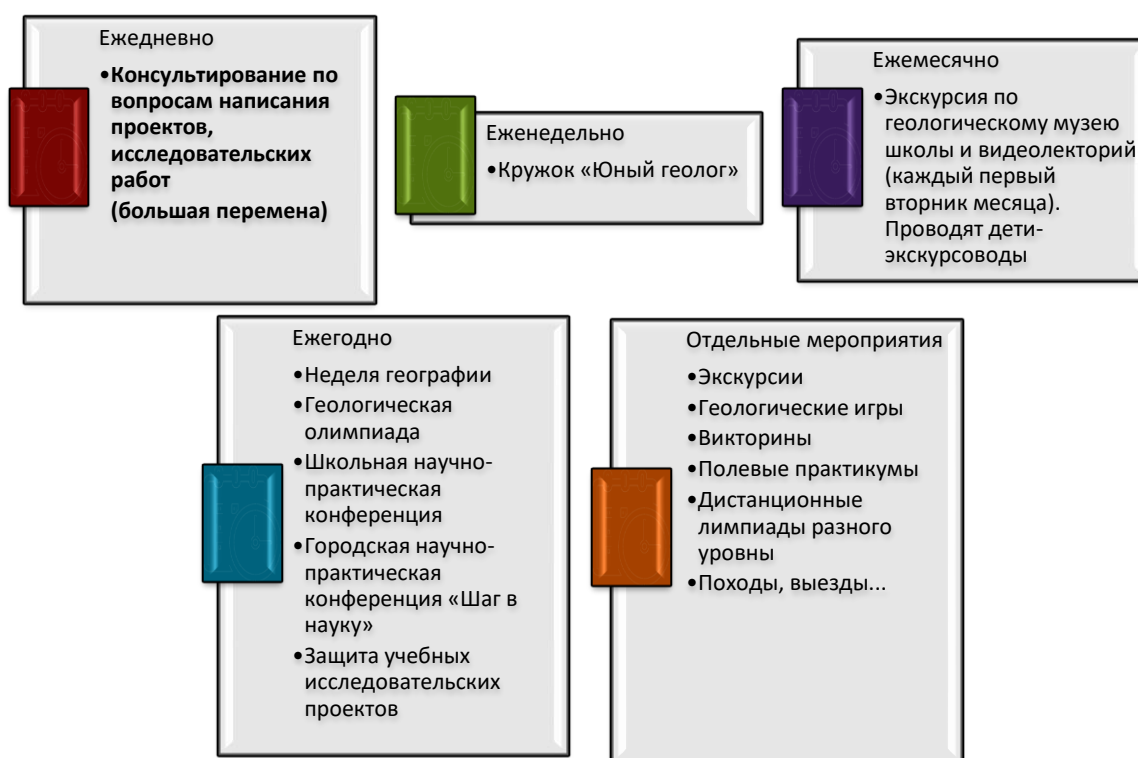 Ежедневно
•Консультирование по
вопросам написания
проектов,
исследовательских
работ
(большая перемена)
Еженедельно
•Кружок «Юный геолог»
Ежемесячно
•Экскурсия по
геологическому музею
школы и видеолекторий
(каждый первый
вторник месяца).
Проводят дети-
экскурсоводы
Ежегодно
•Неделя географии
•Геологическая
олимпиада
•Школьная научно-
практическая
конференция
•Городская научно-
практическая
конференция «Шаг в
науку»
•Защита учебных
исследовательских
проектов
Отдельные мероприятия
•Экскурсии
•Геологические игры
•Викторины
•Полевые практикумы
•Дистанционные
лимпиады разного
уровны
•Походы, выезды...